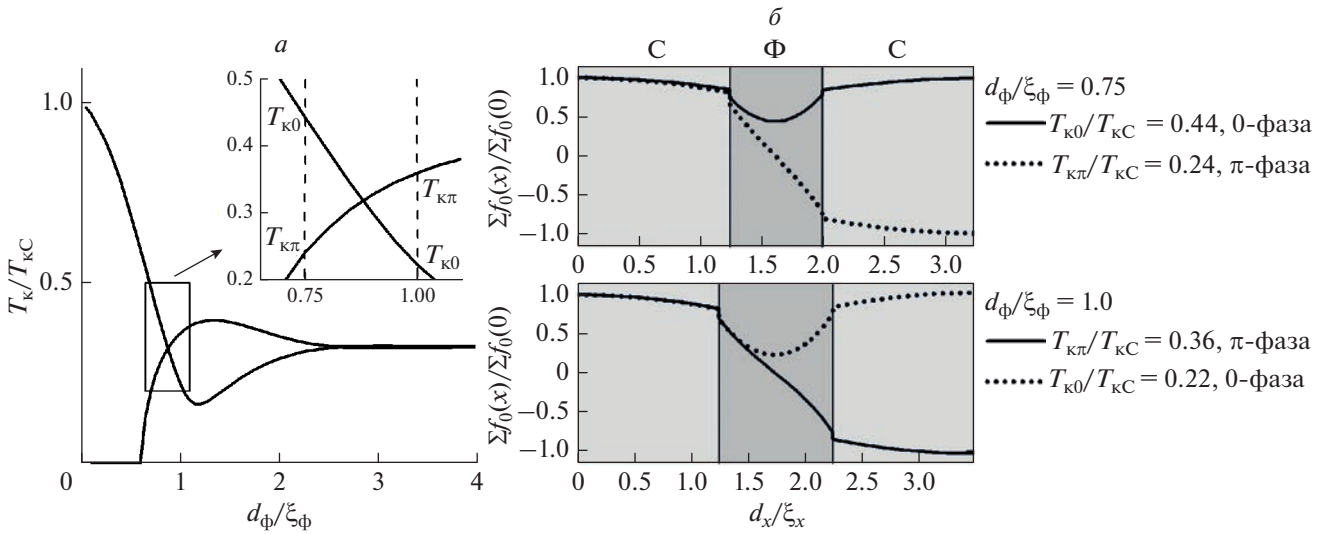 а
T_к/T_кС
1.0
0.5
0
1
2
3
4
d_ф/ξ_ф
0.5
0.4
0.3
0.2
0.75
1.00
T_к0
T_кπ
T_кπ
T_к0
б
С Ф С
Σf_0(x)/Σf_0(0)
1.0
0.5
0
−0.5
−1.0
0 0.5 1.0 1.5 2.0 2.5 3.0
d_ф/ξ_ф = 0.75
T_к0/T_кС = 0.44, 0-фаза
T_кπ/T_кС = 0.24, π-фаза
Σf_0(x)/Σf_0(0)
1.0
0.5
0
−0.5
−1.0
0 0.5 1.0 1.5 2.0 2.5 3.0
d_x/ξ_x
d_ф/ξ_ф = 1.0
T_кπ/T_кС = 0.36, π-фаза
T_к0/T_кС = 0.22, 0-фаза